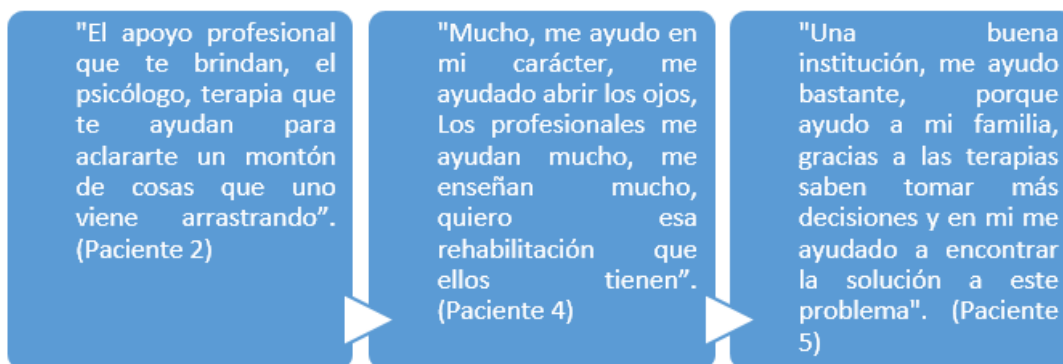 "El apoyo profesional
que te brindan, el
psicólogo, terapia que
te ayudan para
aclararte un montón
de cosas que uno
viene arrastrando”.
(Paciente 2)
"Mucho, me ayudo en
mi carácter, me
ayudado abrir los ojos,
Los profesionales me
ayudan mucho, me
enseñan mucho,
quiero esa
rehabilitación que
ellos tienen”.
(Paciente 4)
"Una buena
institución, me ayudo
bastante, porque
ayudo a mi familia,
gracias a las terapias
saben tomar más
decisiones y en mi me
ayudado a encontrar
la solución a este
problema". (Paciente
5)